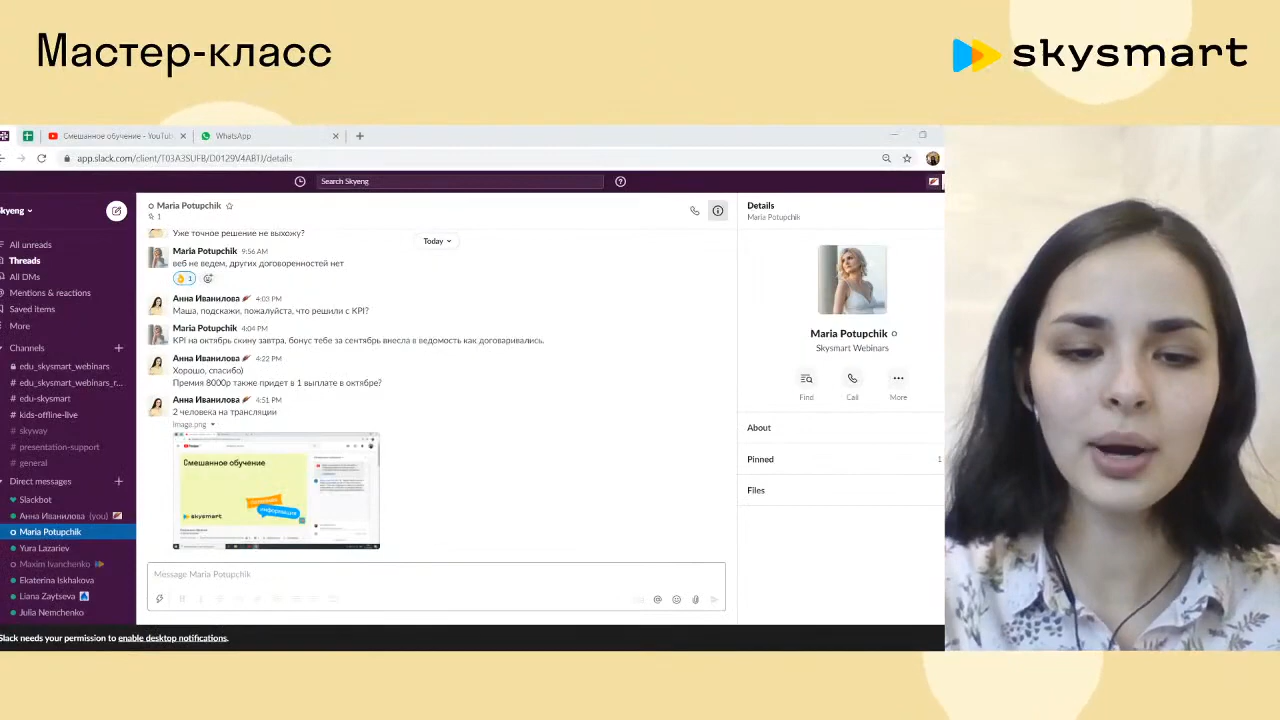 Мастер-класс
skysmart
Смешанное обучение - YouTu
WhatsApp
app.slack.com/client/T03A3SUFB/D0129V4ABTJ/details
Search Skyeng
Skyeng
All unreads
Threads
All DMs
Mentions & reactions
Saved items
More
Channels
edu_skysmart_webinars
# edu_skysmart_webinars_r...
# edu-skysmart
# kids-offline-live
# skyway
# presentation-support
# general
Direct messages
Slackbot
Анна Иванилова (you)
Maria Potupchik
Yura Lazariev
Maxim Ivanchenko
Ekaterina Iskhakova
Liana Zaytseva
Julia Nemchenko
Maria Potupchik
1
Уже точное решение не выхожу?
Today
Maria Potupchik 9:56 AM
веб не ведем, других договоренностей нет
1
Анна Иванилова 4:03 PM
Маша, подскажи, пожалуйста, что решили с KPI?
Maria Potupchik 4:04 PM
KPI на октябрь скину завтра, бонус тебе за сентябрь внесла в ведомость как договаривались.
Анна Иванилова 4:22 PM
Хорошо, спасибо)
Премия 8000р также придет в 1 выплате в октябре?
Анна Иванилова 4:51 PM
2 человека на трансляции
Image.png
Смешанное обучение
информация
skysmart
Message Maria Potupchik
Details
Maria Potupchik
Maria Potupchik
Skysmart Webinars
Find
Call
More
About
Pinned
1
Files
Slack needs your permission to enable desktop notifications.